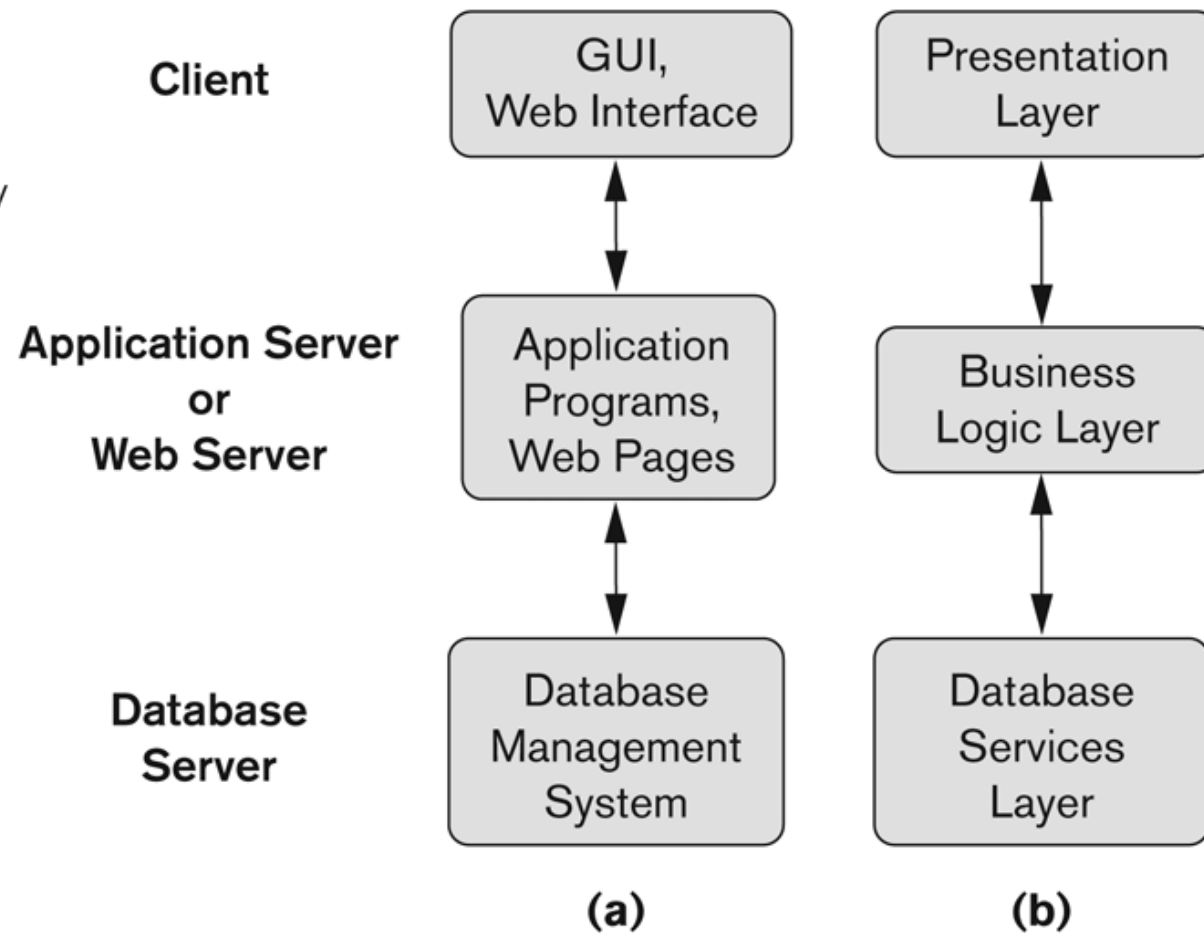 Client
GUI,
Web Interface
Presentation
Layer
y
Application Server
or
Web Server
Application
Programs,
Web Pages
Business
Logic Layer
Database
Server
Database
Management
System
Database
Services
Layer
(a)
(b)